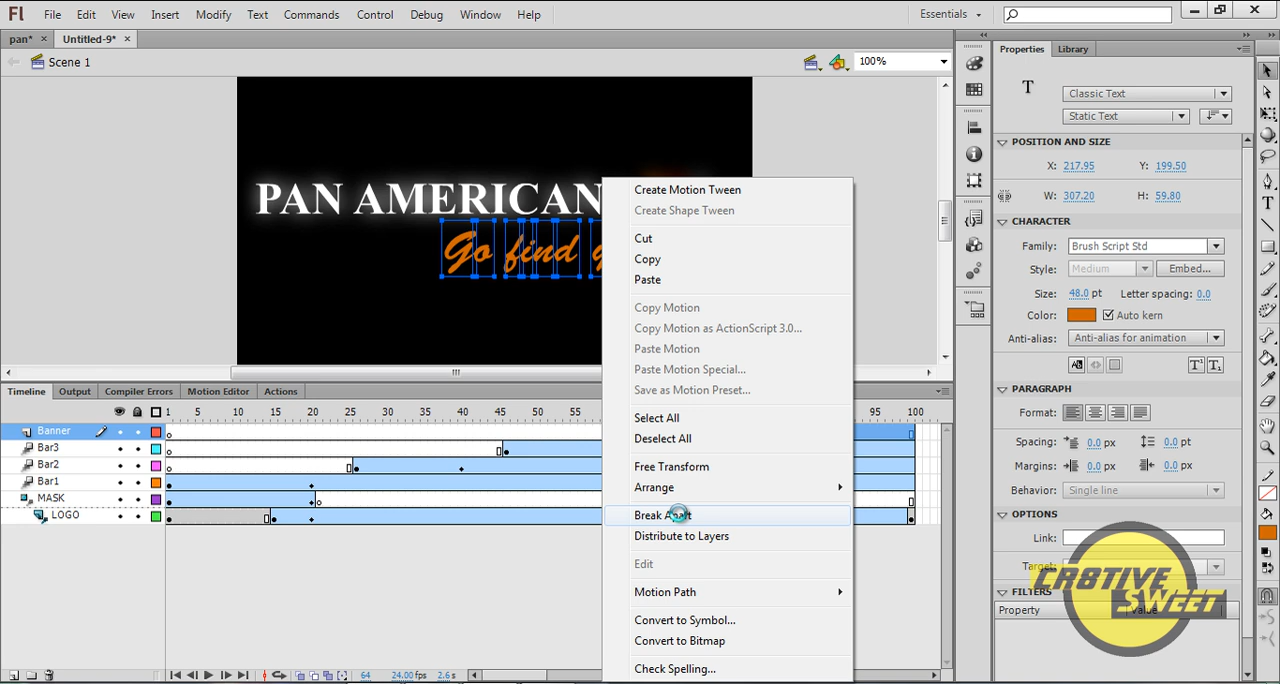 Fl File Edit View Insert Modify Text Commands Control Debug Window Help Essentials
pan* × Untitled-9* ×
Scene 1
100%
PAN AMERICAN
Go find
Create Motion Tween
Create Shape Tween
Cut
Copy
Paste
Copy Motion
Copy Motion as ActionScript 3.0...
Paste Motion
Paste Motion Special...
Save as Motion Preset...
Select All
Deselect All
Free Transform
Arrange
Break Apart
Distribute to Layers
Edit
Motion Path
Convert to Symbol...
Convert to Bitmap
Check Spelling...
Timeline Output Compiler Errors Motion Editor Actions
1 5 10 15 20 25 30 35 40 45 50 55 95 100
Banner
Bar3
Bar2
Bar1
MASK
LOGO
64 24.00 fps 2.6 s
Properties Library
T Classic Text
Static Text
POSITION AND SIZE
X: 217.95 Y: 199.50
W: 307.20 H: 59.80
CHARACTER
Family: Brush Script Std
Style: Medium Embed...
Size: 48.0 pt Letter spacing: 0.0
Color: Auto kern
Anti-alias: Anti-alias for animation
PARAGRAPH
Format:
Spacing: 0.0 px 0.0 pt
Margins: 0.0 px 0.0 px
Behavior: Single line
OPTIONS
Link:
Target:
FILTERS
Property Value
CR8TIVE
SWEET